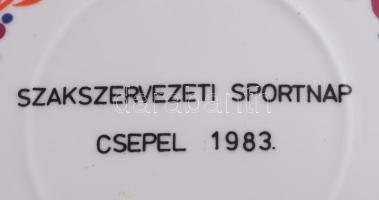 SZAKSZERVEZETI SPORTNAP
CSEPEL 1983.